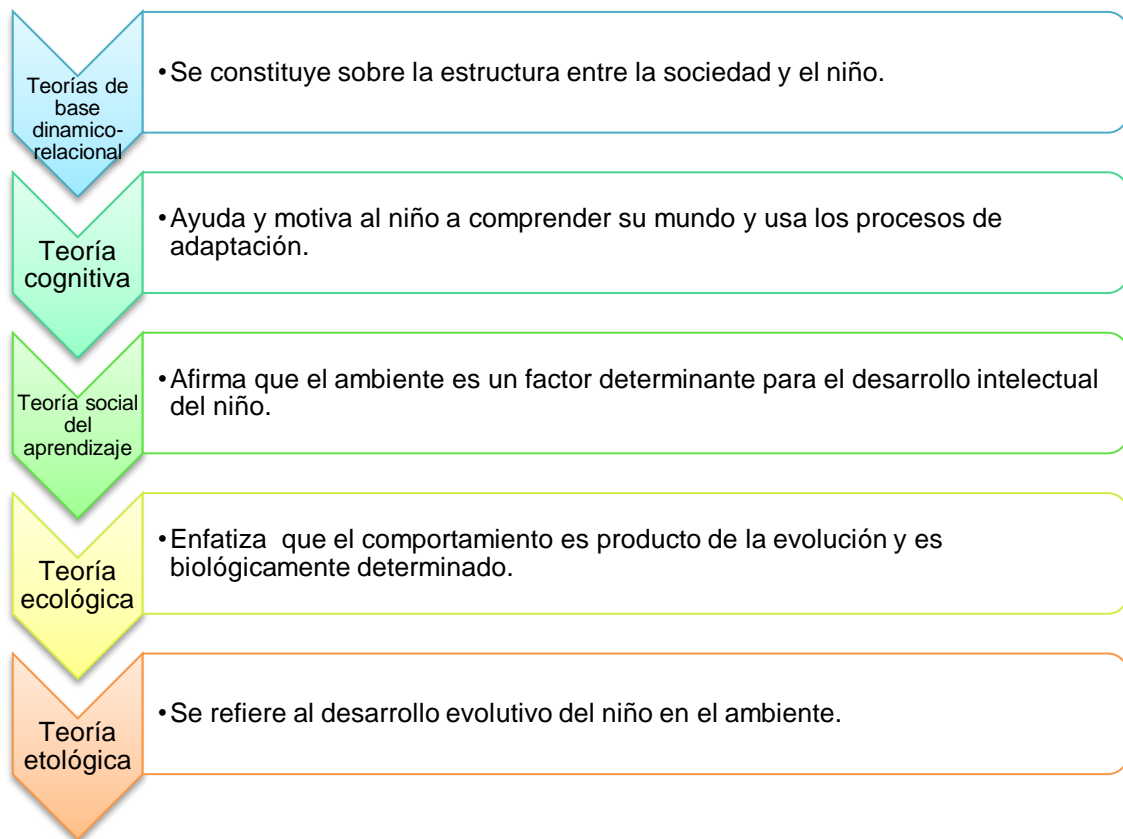 Teorías de
base
dinamico-
relacional
•Se constituye sobre la estructura entre la sociedad y el niño.
Teoría
cognitiva
•Ayuda y motiva al niño a comprender su mundo y usa los procesos de
adaptación.
Teoría social
del
aprendizaje
•Afirma que el ambiente es un factor determinante para el desarrollo intelectual
del niño.
Teoría
ecológica
•Enfatiza  que el comportamiento es producto de la evolución y es
biológicamente determinado.
Teoría
etológica
•Se refiere al desarrollo evolutivo del niño en el ambiente.